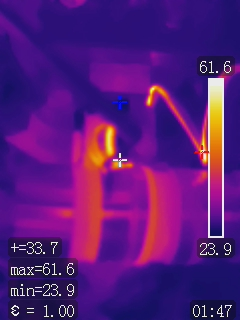 61.6
23.9
+=33.7
max=61.6
min=23.9
ε = 1.00
01:47